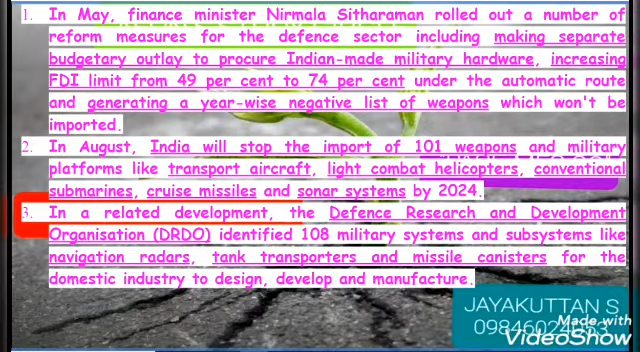 1. In May, finance minister Nirmala Sitharaman rolled out a number of
reform measures for the defence sector including making separate
budgetary outlay to procure Indian-made military hardware, increasing
FDI limit from 49 per cent to 74 per cent under the automatic route
and generating a year-wise negative list of weapons which won't be
imported.
2. In August, India will stop the import of 101 weapons and military
platforms like transport aircraft, light combat helicopters, conventional
submarines, cruise missiles and sonar systems by 2024.
3. In a related development, the Defence Research and Development
Organisation (DRDO) identified 108 military systems and subsystems like
navigation radars, tank transporters and missile canisters for the
domestic industry to design, develop and manufacture.
JAYAKUTTAN S
Made with
VideoShow